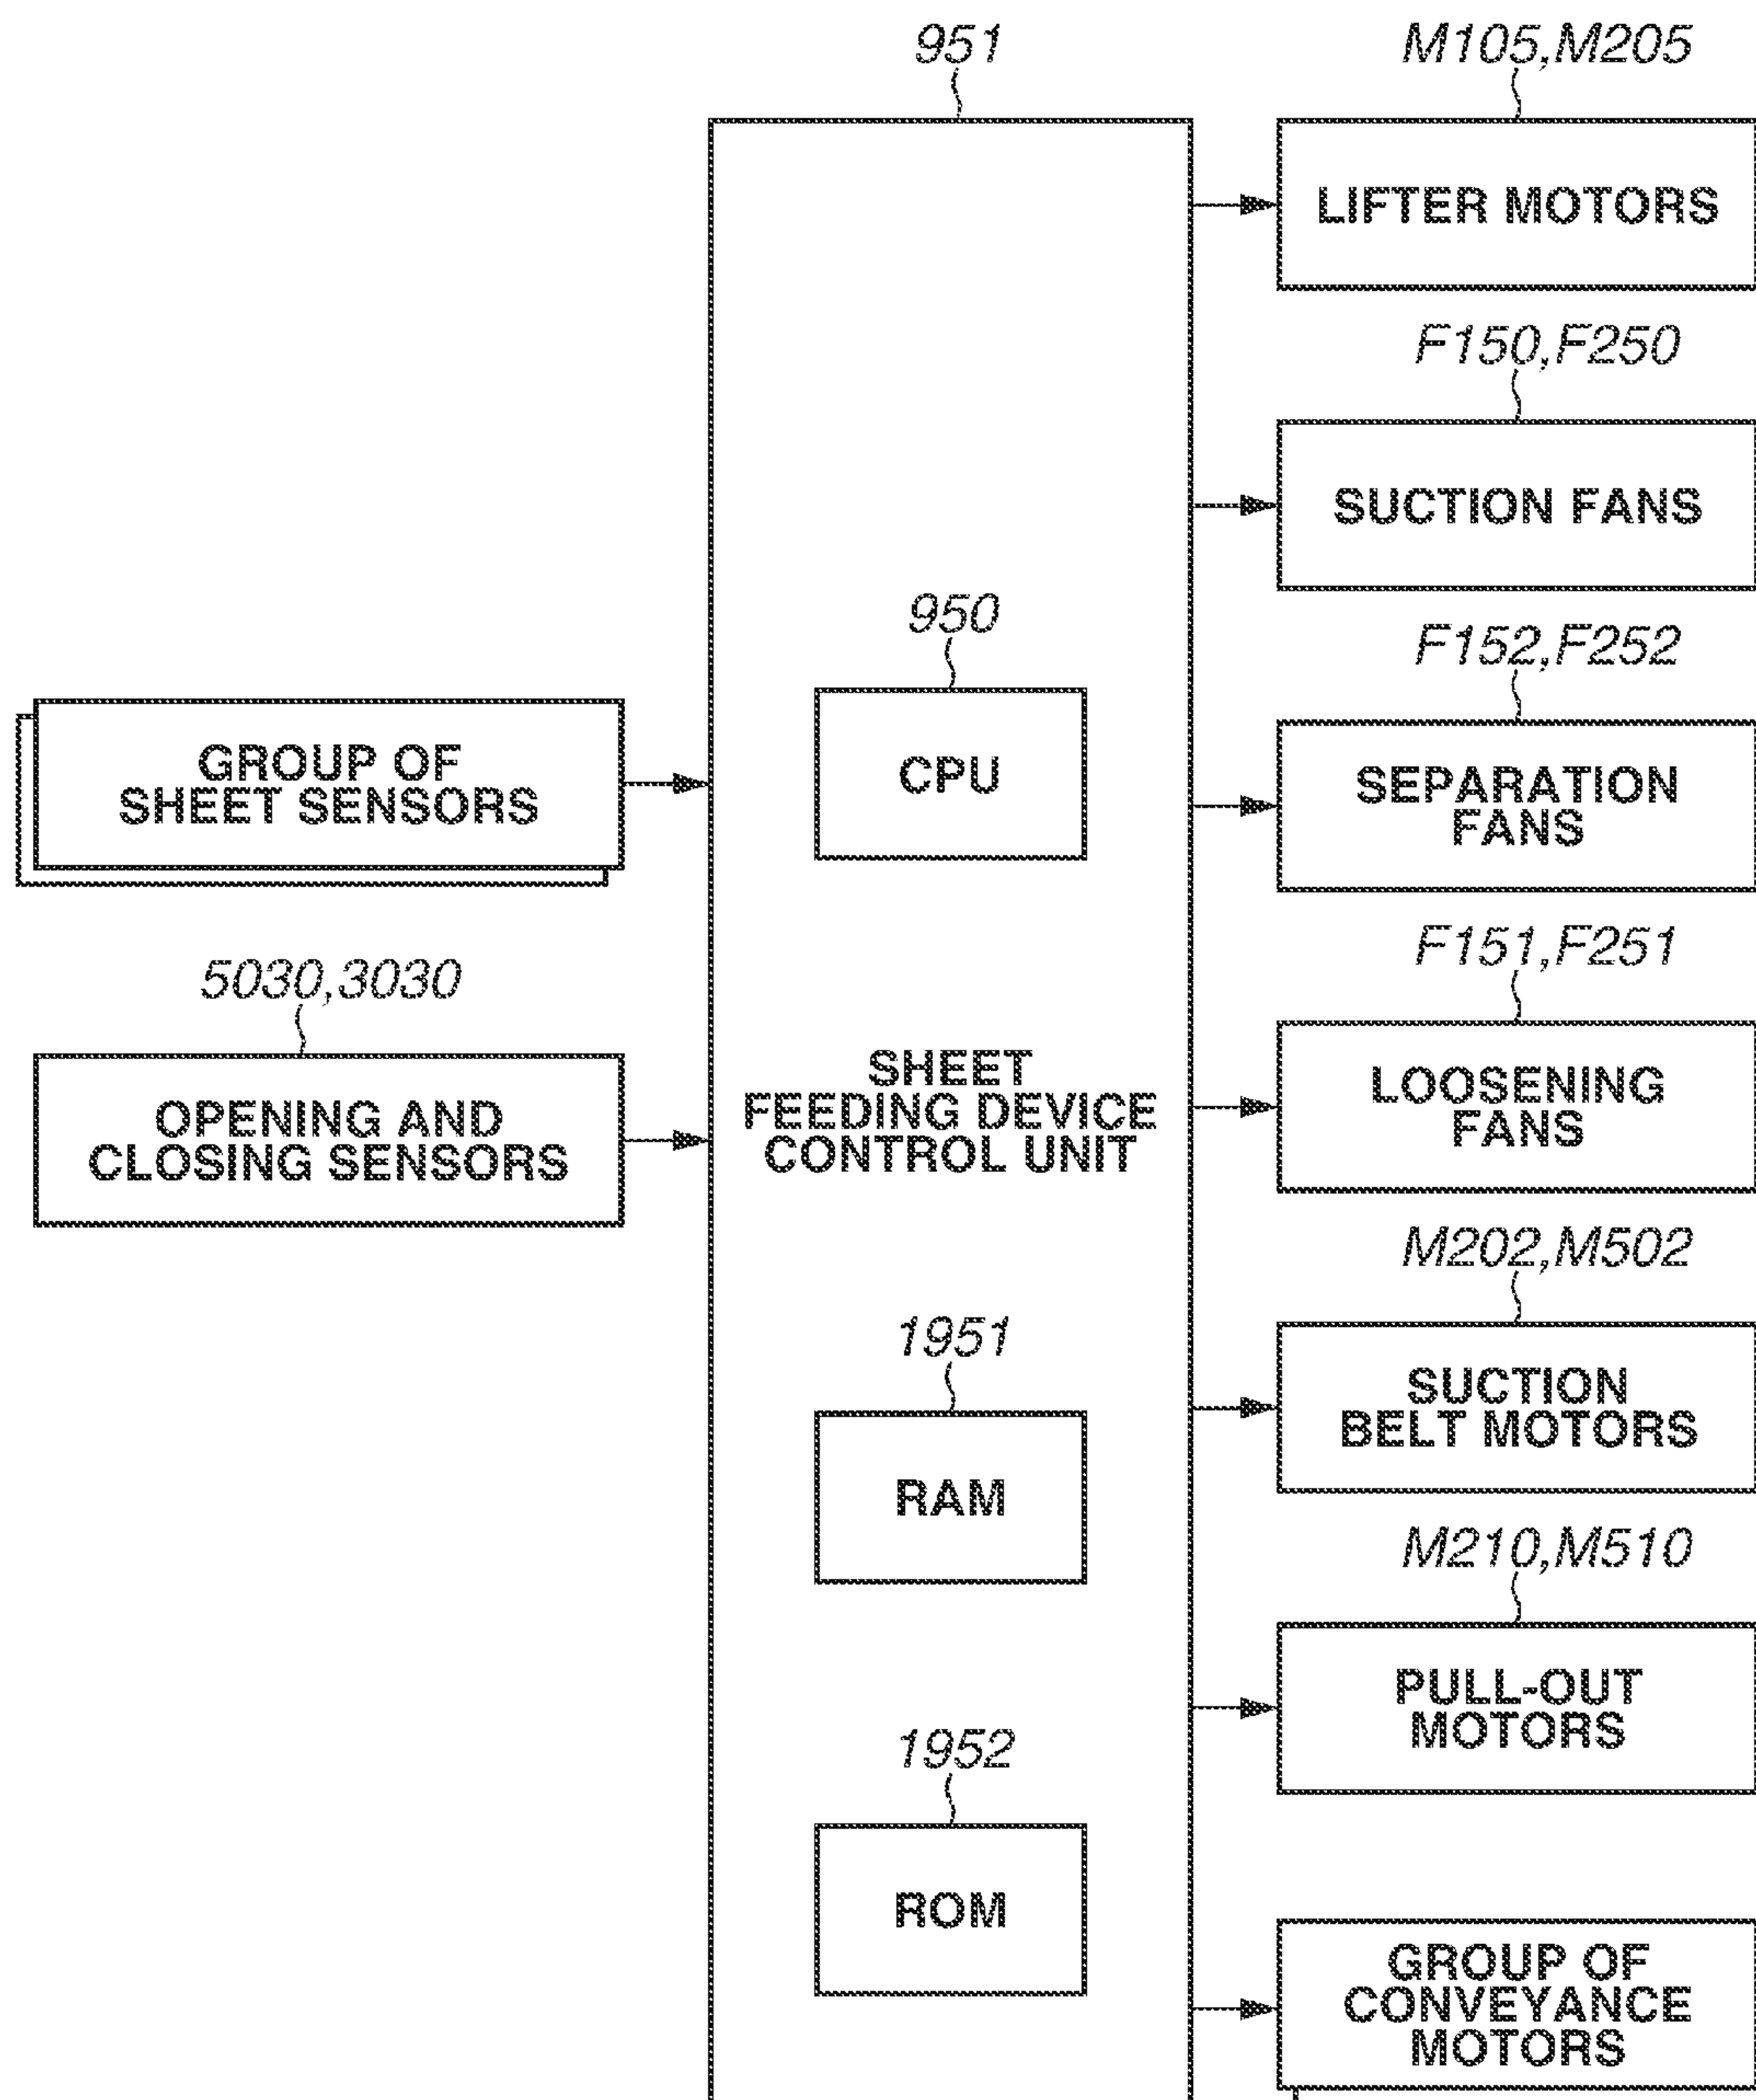 951
M105,M205
LIFTER MOTORS
F150,F250
SUCTION FANS
950
CPU
F152,F252
SEPARATION
FANS
GROUP OF
SHEET SENSORS
5030,3030
OPENING AND
CLOSING SENSORS
SHEET
FEEDING DEVICE
CONTROL UNIT
F151,F251
LOOSENING
FANS
M202,M502
SUCTION
BELT MOTORS
1951
RAM
M210,M510
PULL-OUT
MOTORS
1952
ROM
GROUP OF
CONVEYANCE
MOTORS